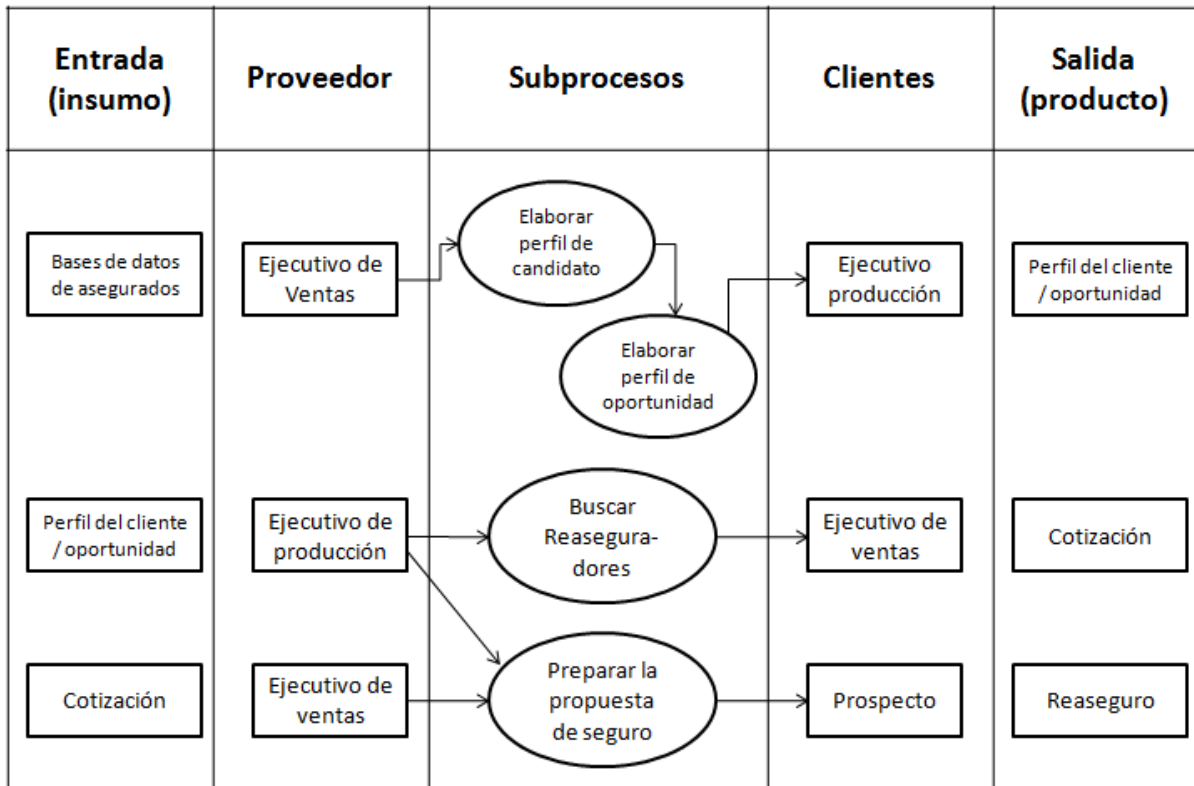 Entrada
(insumo)
Proveedor
Subprocesos
Clientes
Salida
(producto)
Bases de datos
de asegurados
Ejecutivo de
Ventas
Elaborar
perfil de
candidato
Elaborar
perfil de
oportunidad
Ejecutivo
producción
Perfil del cliente
/ oportunidad
Perfil del cliente
/ oportunidad
Ejecutivo de
producción
Buscar
Reasegura-
dores
Ejecutivo de
ventas
Cotización
Cotización
Ejecutivo de
ventas
Preparar la
propuesta
de seguro
Prospecto
Reaseguro